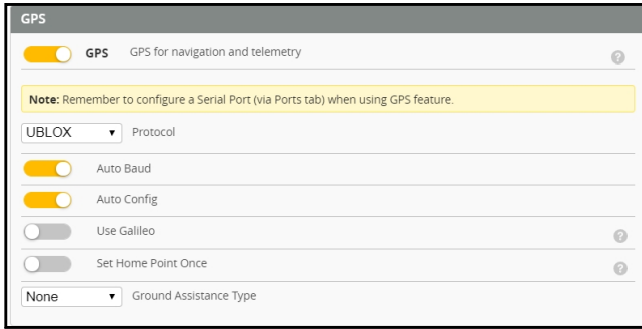 GPS
GPS GPS for navigation and telemetry ?
Note: Remember to configure a Serial Port (via Ports tab) when using GPS feature.
UBLOX Protocol
Auto Baud
Auto Config
Use Galileo ?
Set Home Point Once ?
None Ground Assistance Type